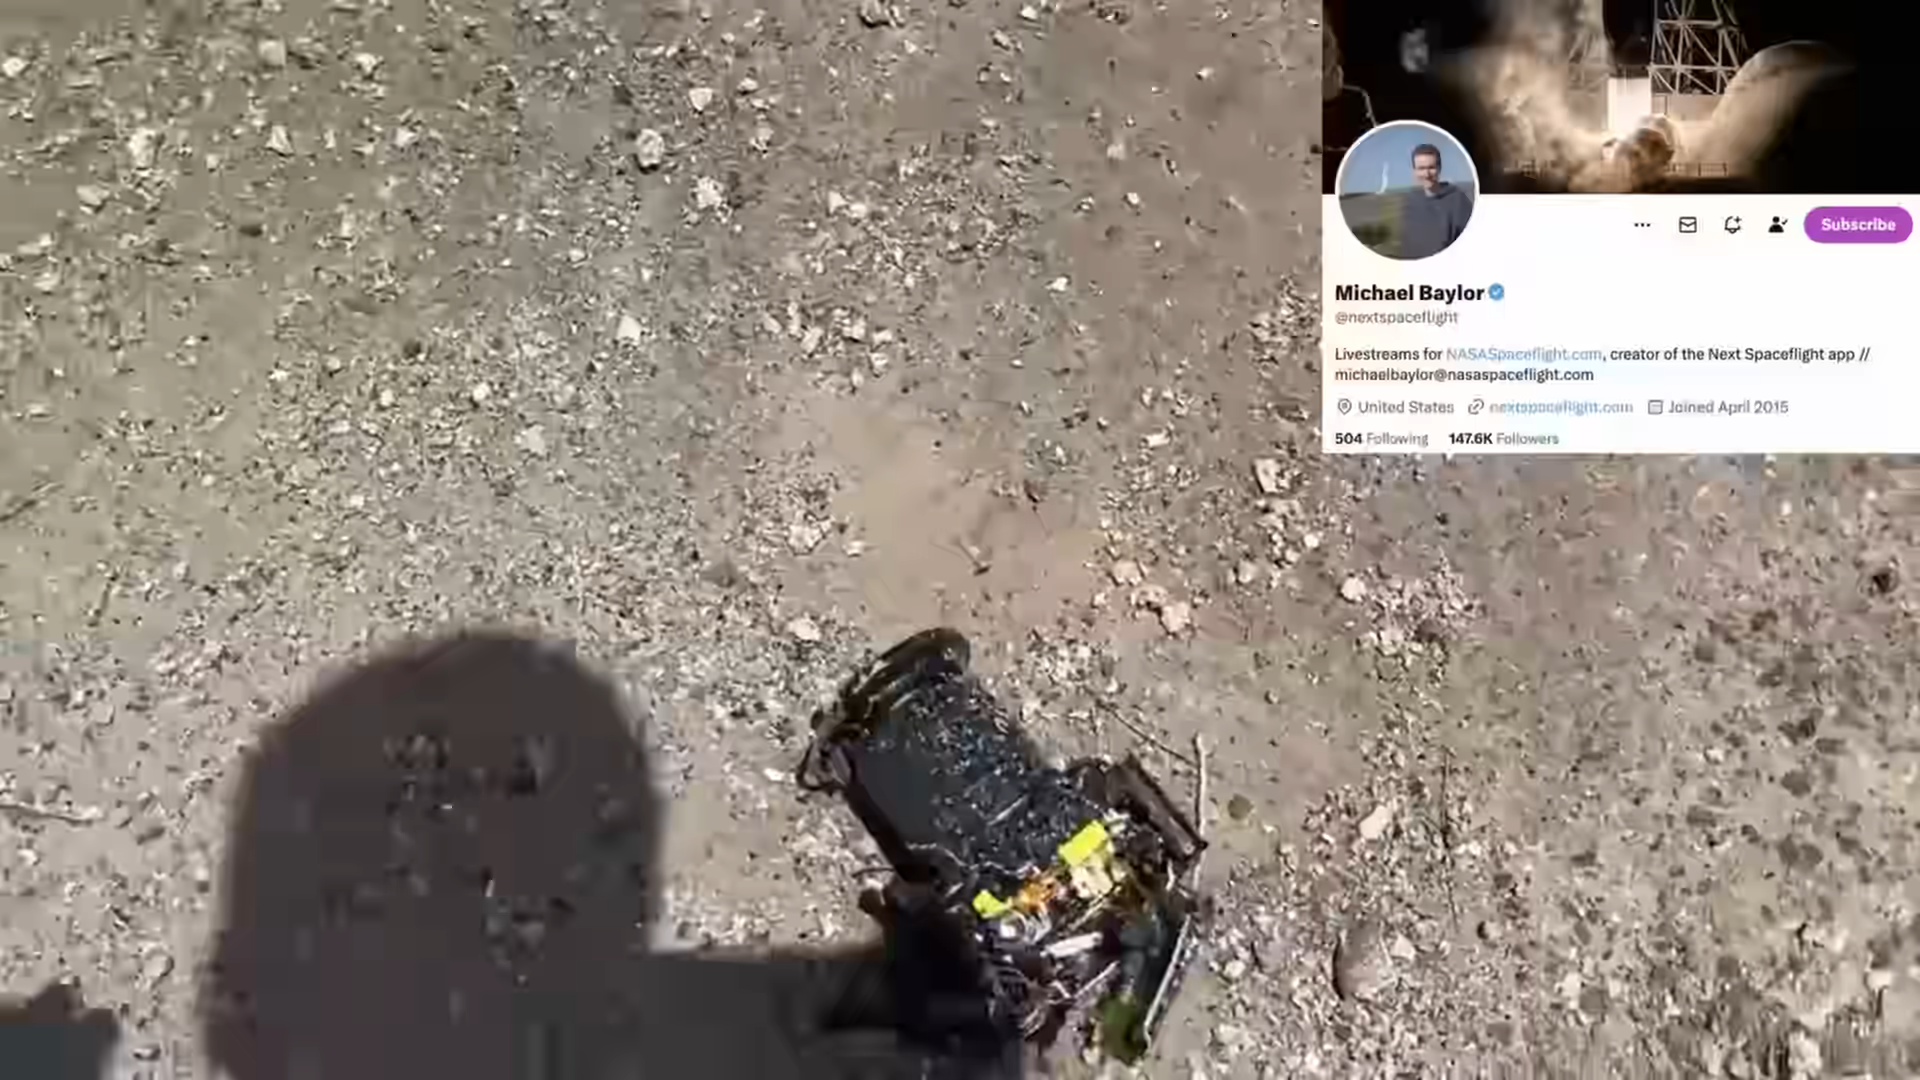 Subscribe
Michael Baylor
@nextspaceflight
Livestreams for NASASpaceflight.com, creator of the Next Spaceflight app //
michaelbaylor@nasaspaceflight.com
United States nextspaceflight.com Joined April 2015
504 Following 147.6K Followers